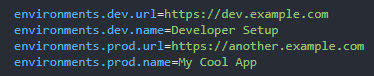 environments.dev.url=https://dev.example.com
environments.dev.name=Developer Setup
environments.prod.url=https://another.example.com
environments.prod.name=My Cool App